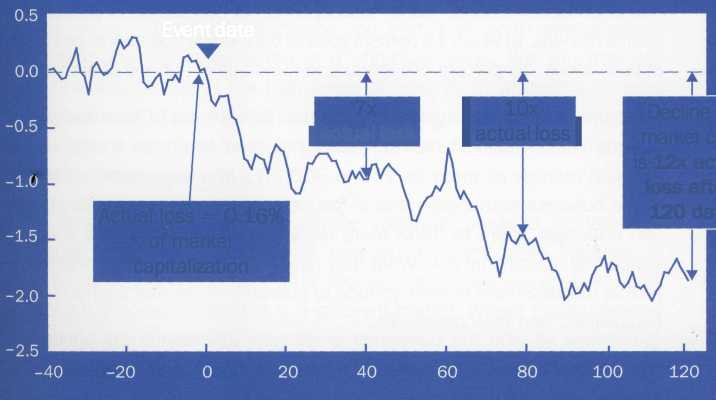 0.5
Event date
0.0
7x
10x
actual loss
Decline
market c
is 12x ac
loss aft
120 da
−0.5
−1.0
Actual loss = 0.16%
of market
capitalization
−1.5
−2.0
−2.5
−40
−20
0
20
40
60
80
100
120